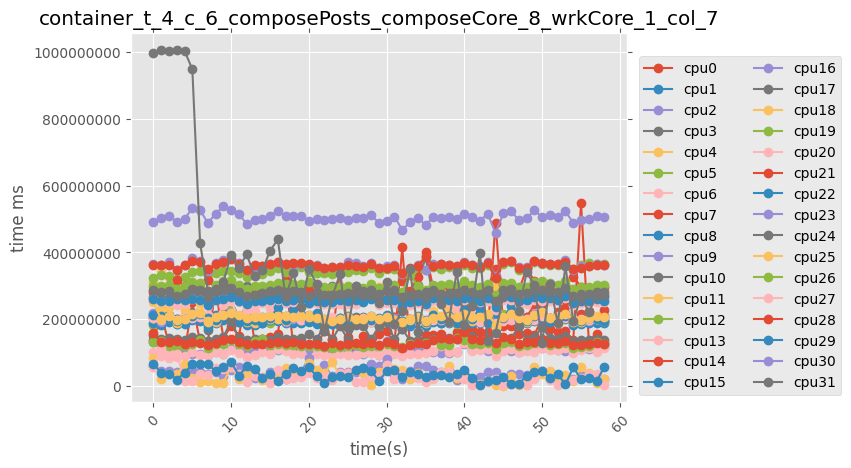 container_t_4_c_6_composePosts_composeCore_8_wrkCore_1_col_7
time ms
1000000000
800000000
600000000
400000000
200000000
0
0
10
20
30
40
50
60
time(s)
cpu0
cpu1
cpu2
cpu3
cpu4
cpu5
cpu6
cpu7
cpu8
cpu9
cpu10
cpu11
cpu12
cpu13
cpu14
cpu15
cpu16
cpu17
cpu18
cpu19
cpu20
cpu21
cpu22
cpu23
cpu24
cpu25
cpu26
cpu27
cpu28
cpu29
cpu30
cpu31